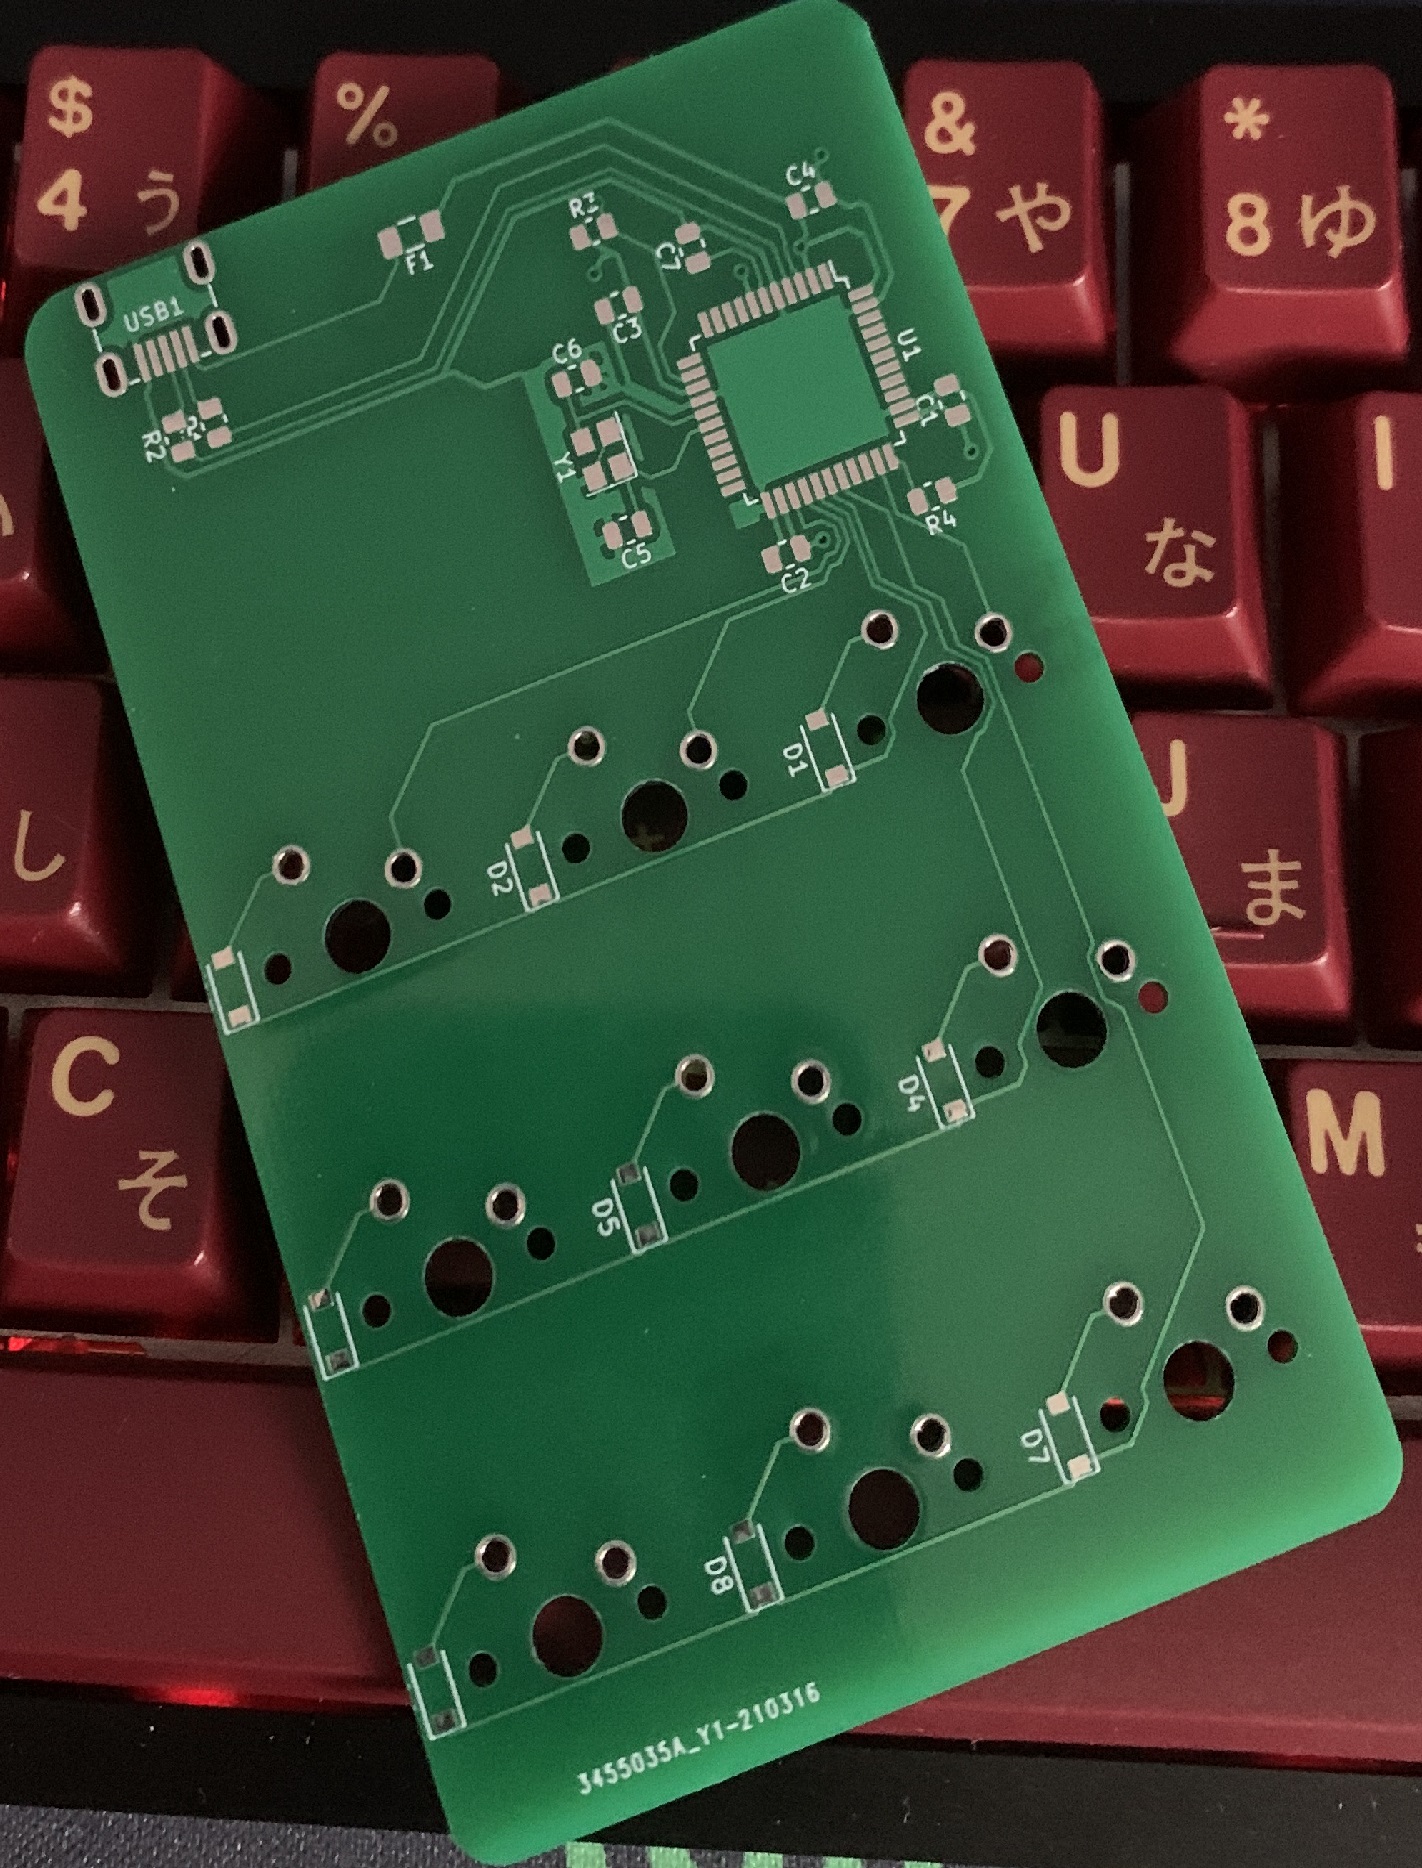 $
4 う
%
&
7 や
*
8 ゆ
C4
R3
F1
C7
USB1
C3
U1
C6
C1
R2
Y1
R4
C5
C2
U
な
I
D1
J
ま
D2
し
C
そ
D4
D5
M
D7
D8
3455035A_Y1-210316